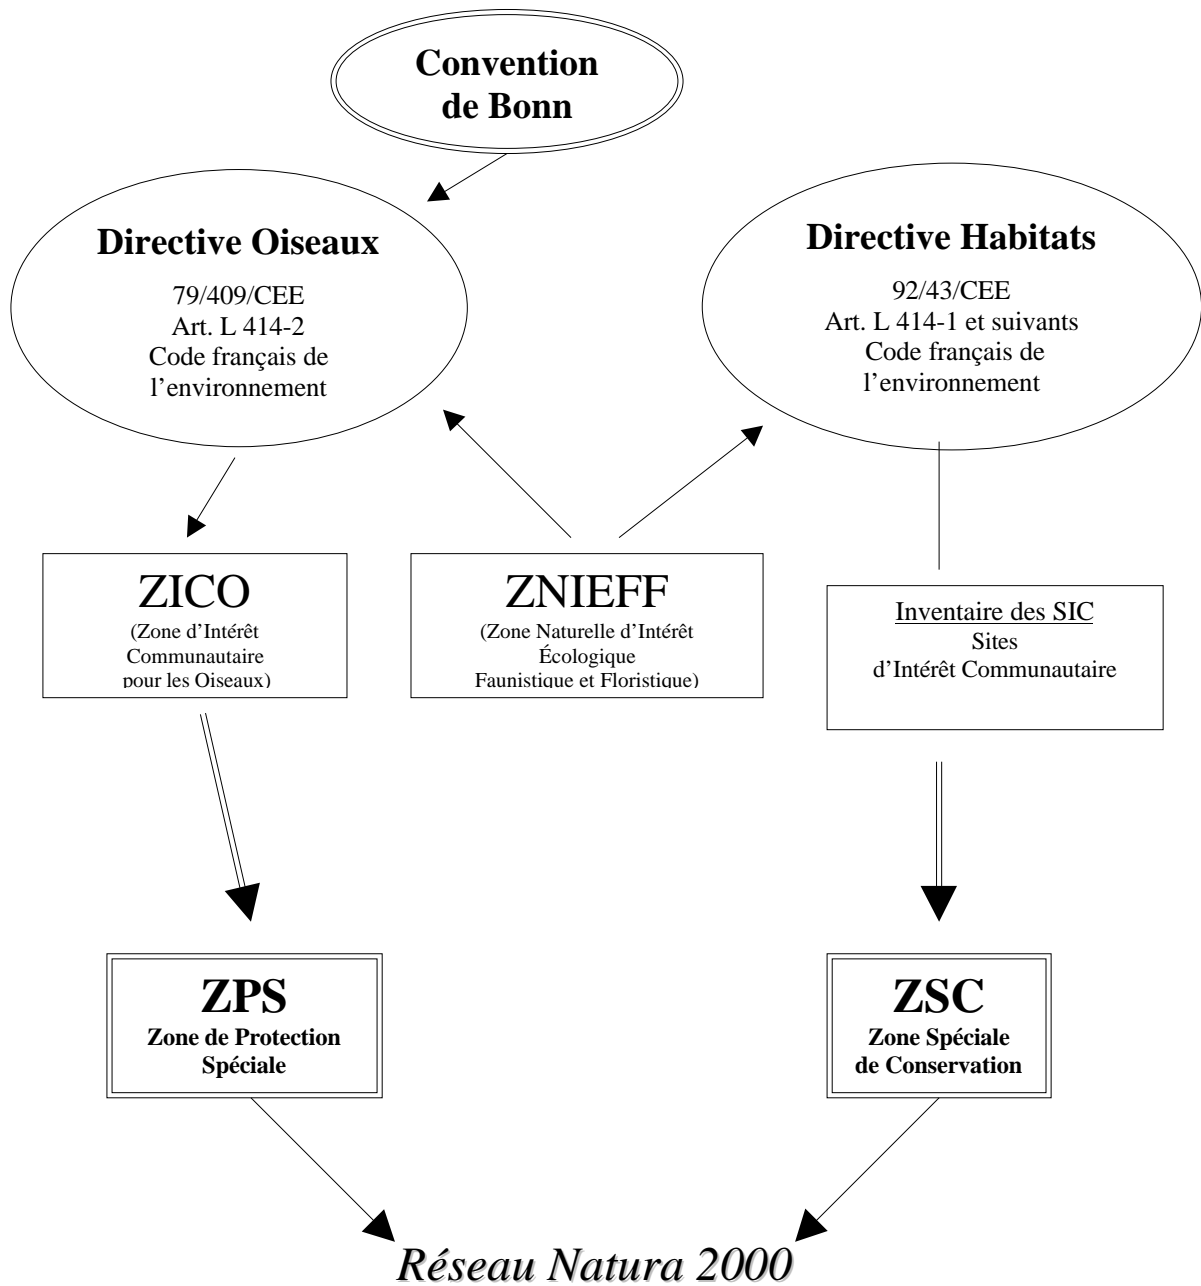 Convention
de Bonn
Directive Oiseaux
79/409/CEE
Art. L 414-2
Code français de
l’environnement
Directive Habitats
92/43/CEE
Art. L 414-1 et suivants
Code français de
l’environnement
ZICO
(Zone d’Intérêt
Communautaire
pour les Oiseaux)
ZNIEFF
(Zone Naturelle d’Intérêt
Écologique
Faunistique et Floristique)
Inventaire des SIC
Sites
d’Intérêt Communautaire
ZPS
Zone de Protection
Spéciale
ZSC
Zone Spéciale
de Conservation
Réseau Natura 2000